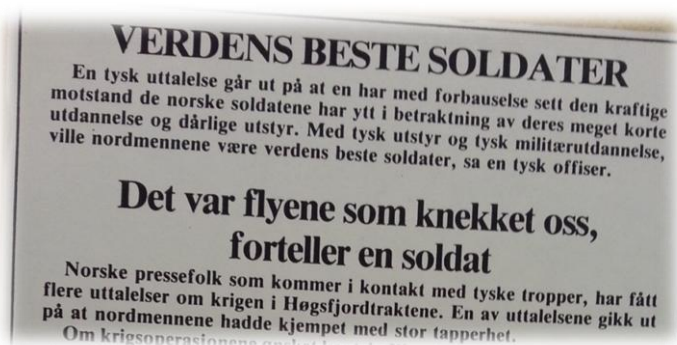 VERDENS BESTE SOLDATER
En tysk uttalelse går ut på at en har med forbauselse sett den kraftige
motstand de norske soldatene har ytt i betraktning av deres meget korte
utdannelse og dårlige utstyr. Med tysk utstyr og tysk militærutdannelse,
ville nordmennene være verdens beste soldater, sa en tysk offiser.
Det var flyene som knekket oss,
forteller en soldat
Norske pressefolk som kommer i kontakt med tyske tropper, har fått
flere uttalelser om krigen i Høgsfjordtraktene. En av uttalelsene gikk ut
på at nordmennene hadde kjempet med stor tapperhet.
Om krigsoperasjonene